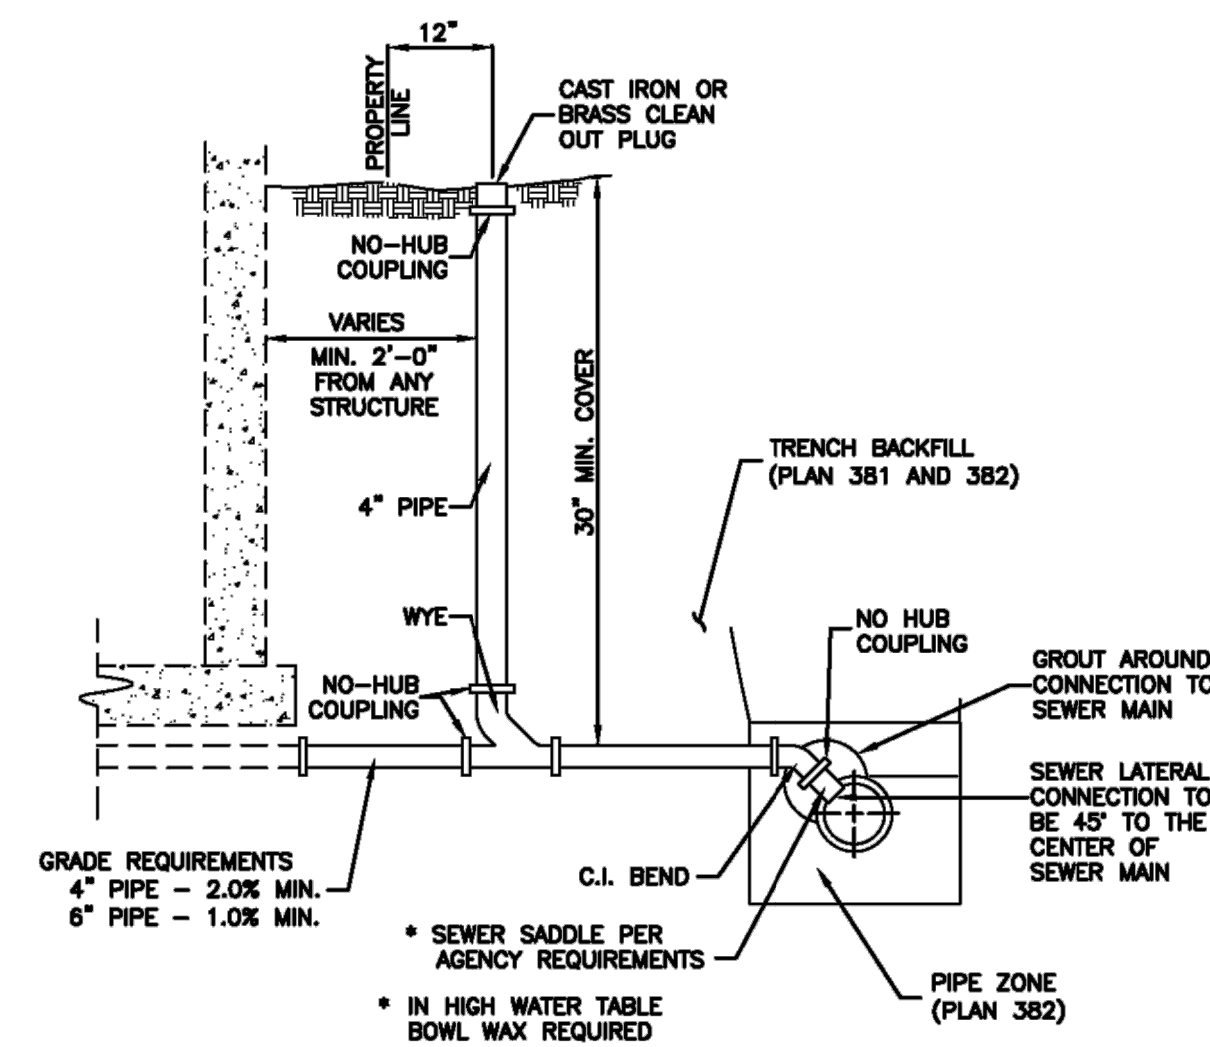 12"
PROPERTY
LINE
CAST IRON OR
BRASS CLEAN
OUT PLUG
NO-HUB
COUPLING
VARIES
MIN. 2'-0"
FROM ANY
STRUCTURE
30" MIN. COVER
4" PIPE
TRENCH BACKFILL
(PLAN 381 AND 382)
WYE
NO HUB
COUPLING
NO-HUB
COUPLING
GROUT AROUND
CONNECTION TO
SEWER MAIN
SEWER LATERAL
CONNECTION TO
BE 45° TO THE
CENTER OF
SEWER MAIN
GRADE REQUIREMENTS
4" PIPE - 2.0% MIN.
6" PIPE - 1.0% MIN.
C.I. BEND
* SEWER SADDLE PER
AGENCY REQUIREMENTS
* IN HIGH WATER TABLE
BOWL WAX REQUIRED
PIPE ZONE
(PLAN 382)